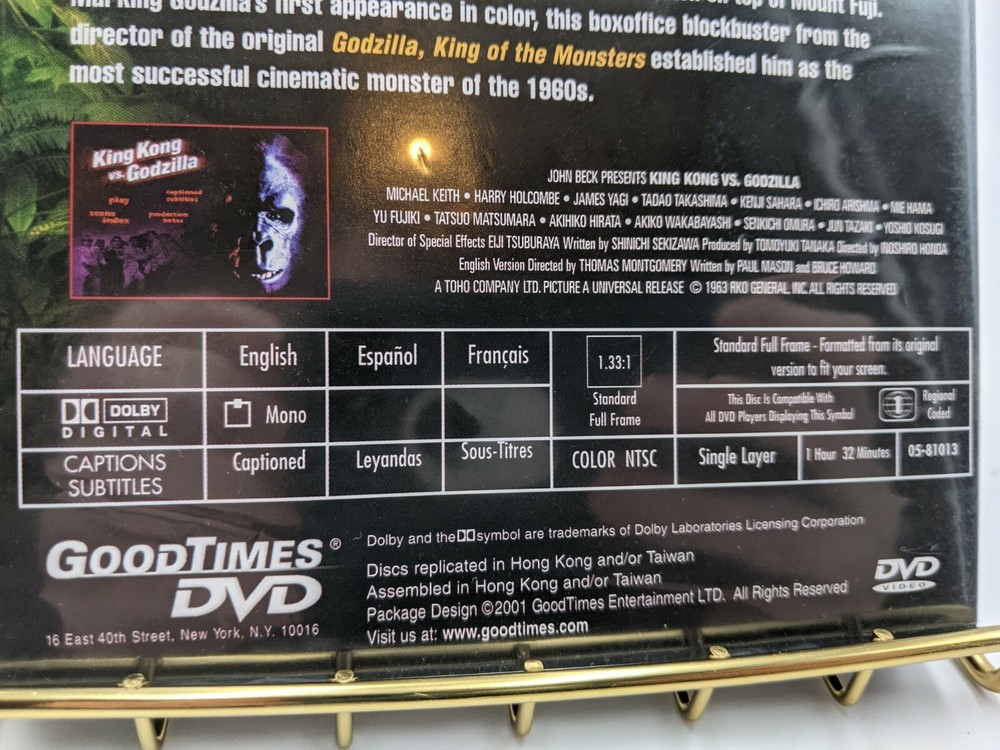 Marking Godzilla's first appearance in color, this boxoffice blockbuster from the
on top of Mount Fuji.
director of the original Godzilla, King of the Monsters established him as the
most successful cinematic monster of the 1960s.
King Kong
vs. Godzilla
play
captioned
subtitles
scene
index
production
notes
JOHN BECK PRESENTS KING KONG VS. GODZILLA
MICHAEL KEITH • HARRY HOLCOMBE • JAMES YAGI • TADAO TAKASHIMA • KENJI SAHARA • ICHIRO ARISHMA • MIE HAMA
YU FUJIKI • TATSUO MATSUMARA • AKIHIKO HIRATA • AKIKO WAKABAYASHI • SEIKICHI OMURA • JUN TAZAKI • YOSHIO KOSUGI
Director of Special Effects EIJI TSUBURAYA Written by SHINICHI SEKIZAWA Produced by TOMOYUKI TANAKA Directed by INOSHIRO HONDA
English Version Directed by THOMAS MONTGOMERY Written by PAUL MASON and BRUCE HOWARD
A TOHO COMPANY LTD. PICTURE A UNIVERSAL RELEASE © 1963 RKO GENERAL, INC. ALL RIGHTS RESERVED
LANGUAGE English Español Français
1.33:1
Standard
Full Frame
Standard Full Frame - Formatted from its original
version to fit your screen.
DOLBY
DIGITAL
Mono
This Disc Is Compatible With
All DVD Players Displaying This Symbol
1
Regional
Coded
CAPTIONS
SUBTITLES
Captioned Leyandas Sous-Titres COLOR NTSC Single Layer 1 Hour 32 Minutes 05-81013
GOODTIMES ®
DVD
16 East 40th Street, New York, N.Y. 10016
Dolby and the symbol are trademarks of Dolby Laboratories Licensing Corporation
Discs replicated in Hong Kong and/or Taiwan
Assembled in Hong Kong and/or Taiwan
Package Design ©2001 GoodTimes Entertainment LTD. All Rights Reserved
Visit us at: www.goodtimes.com
DVD
VIDEO